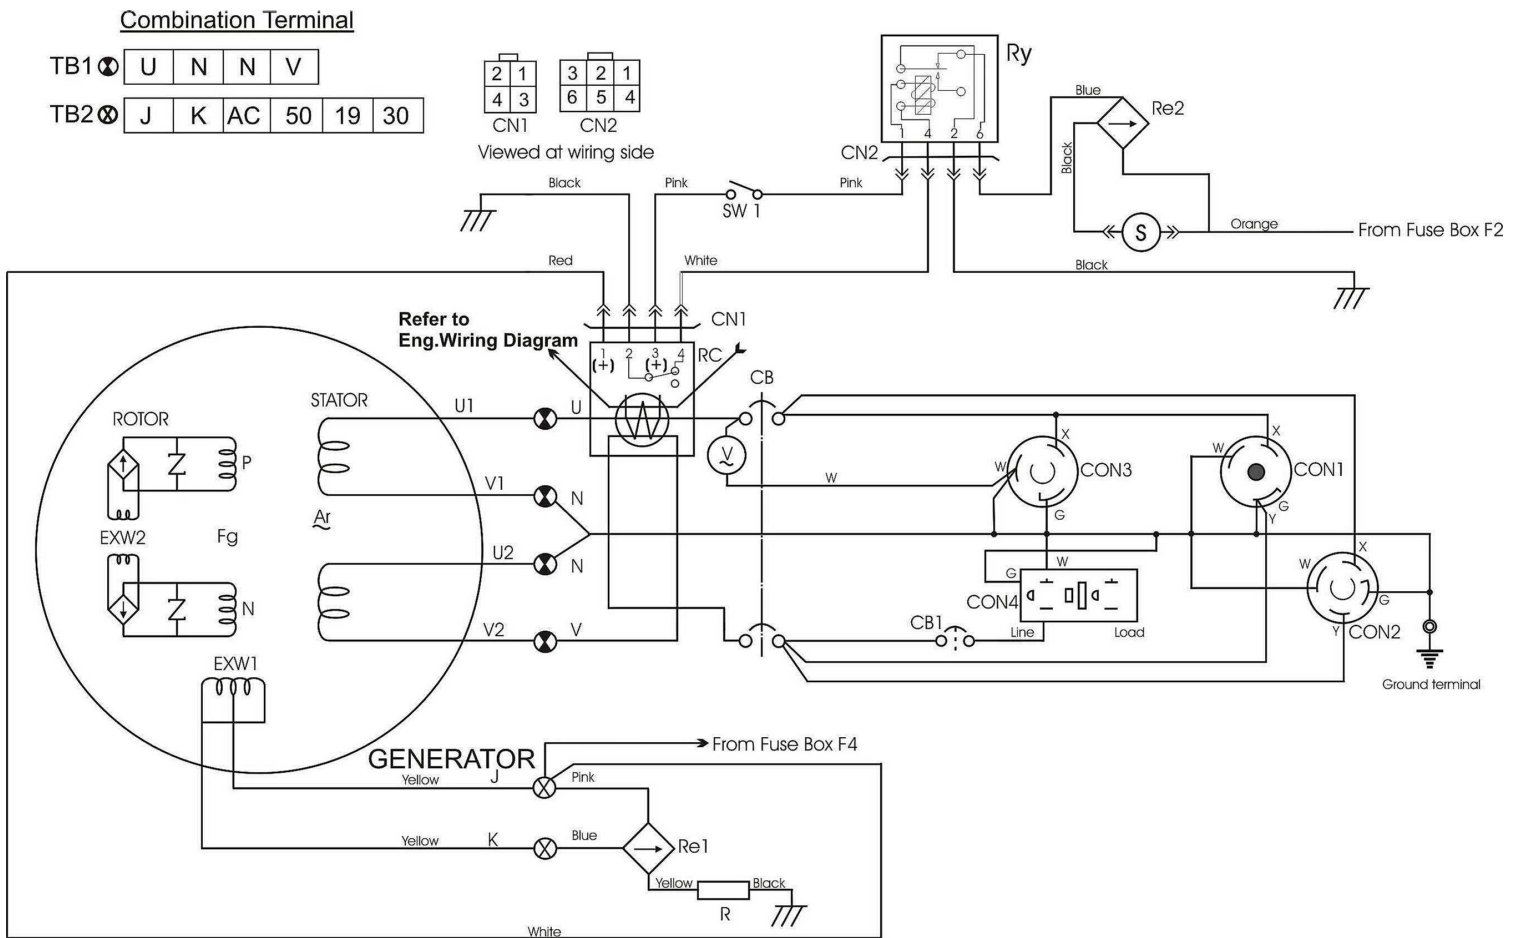 Combination Terminal
TB1 U N N V
TB2 J K AC 50 19 30
2 1
4 3
CN1
3 2 1
6 5 4
CN2
Viewed at wiring side
Ry
1 4 2 6
CN2
Blue
Re2
Black
Black
Pink
SW 1
Pink
S
Orange
From Fuse Box F2
Red
White
Black
Refer to
Eng.Wiring Diagram
CN1
1 2 3 4
(+) (+)
RC
CB
ROTOR
STATOR
U1
U
P
V
W
X
W
CON3
G
X
W
CON1
G
Y
V1
N
Ar
EXW2
Fg
U2
N
N
G
W
CON4
Line
Load
CB1
X
W
G
Y
CON2
V2
V
EXW1
Ground terminal
GENERATOR
From Fuse Box F4
Yellow
J
Pink
Yellow
K
Blue
Re1
Yellow
Black
R
White